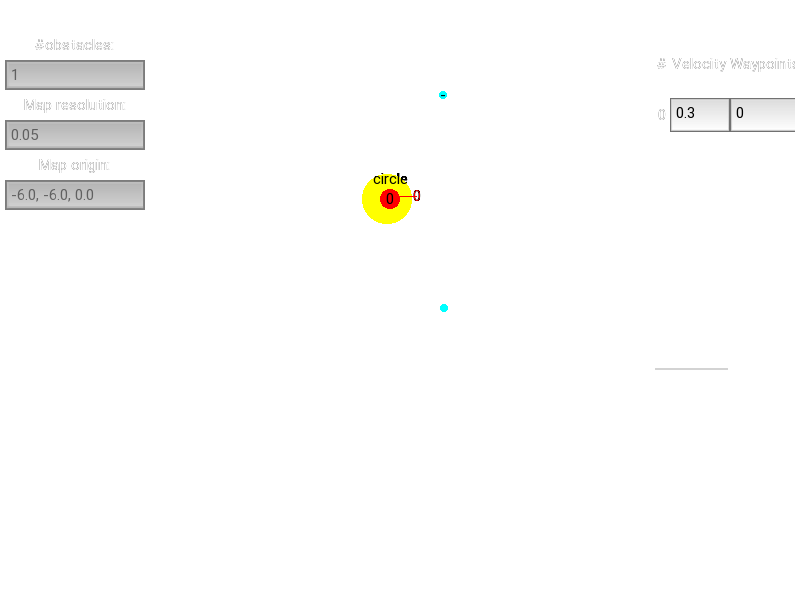 #obstacles:
1
Map resolution:
0.05
Map origin:
-6.0, -6.0, 0.0
circle
0
0
# Velocity Waypoints
0 0.3 0